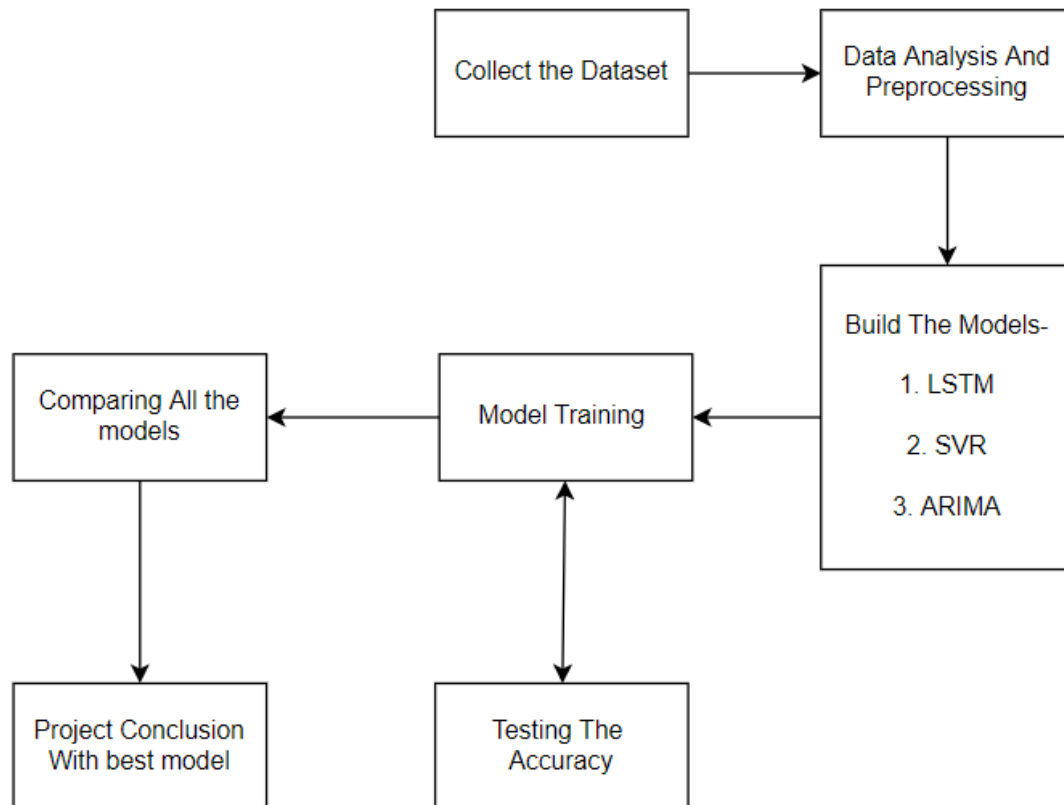 Collect the Dataset
Data Analysis And
Preprocessing
Build The Models-
1. LSTM
2. SVR
3. ARIMA
Model Training
Comparing All the
models
Testing The
Accuracy
Project Conclusion
With best model